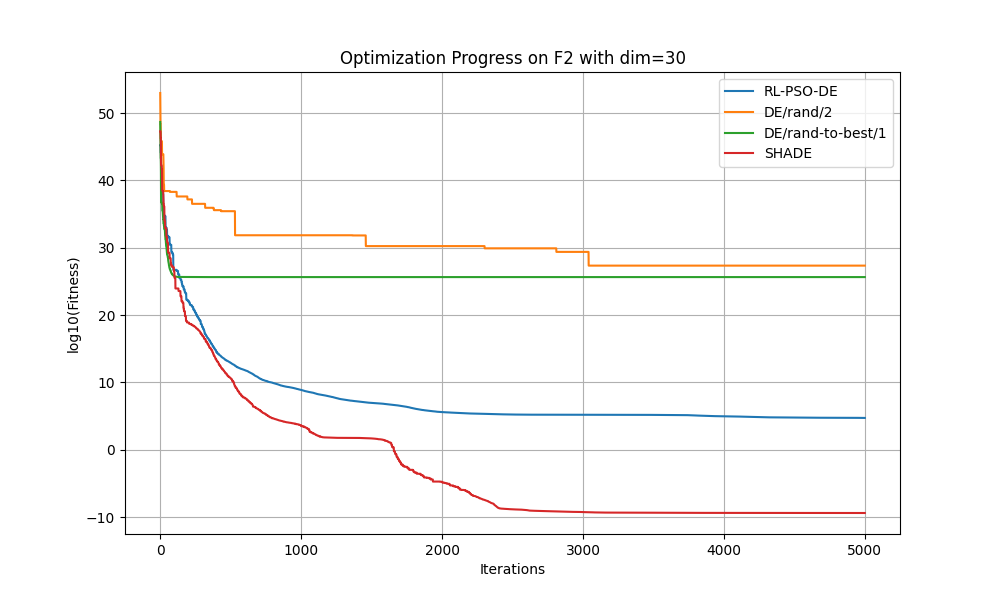 Optimization Progress on F2 with dim=30
RL-PSO-DE
DE/rand/2
DE/rand-to-best/1
SHADE
log10(Fitness)
50
40
30
20
10
0
−10
0 1000 2000 3000 4000 5000
Iterations